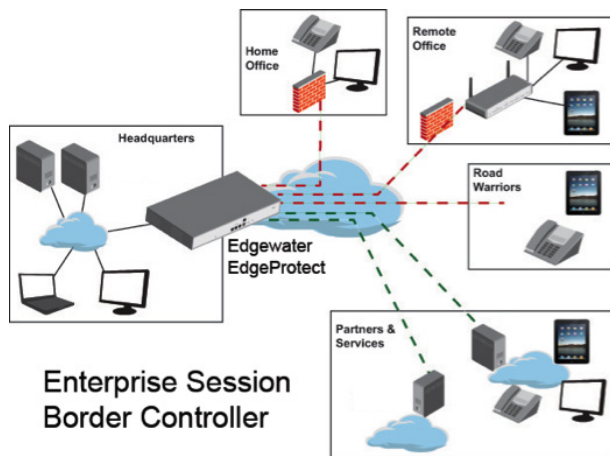 Home
Office
Remote
Office
Headquarters
Road
Warriors
Edgewater
EdgeProtect
Partners &
Services
Enterprise Session
Border Controller